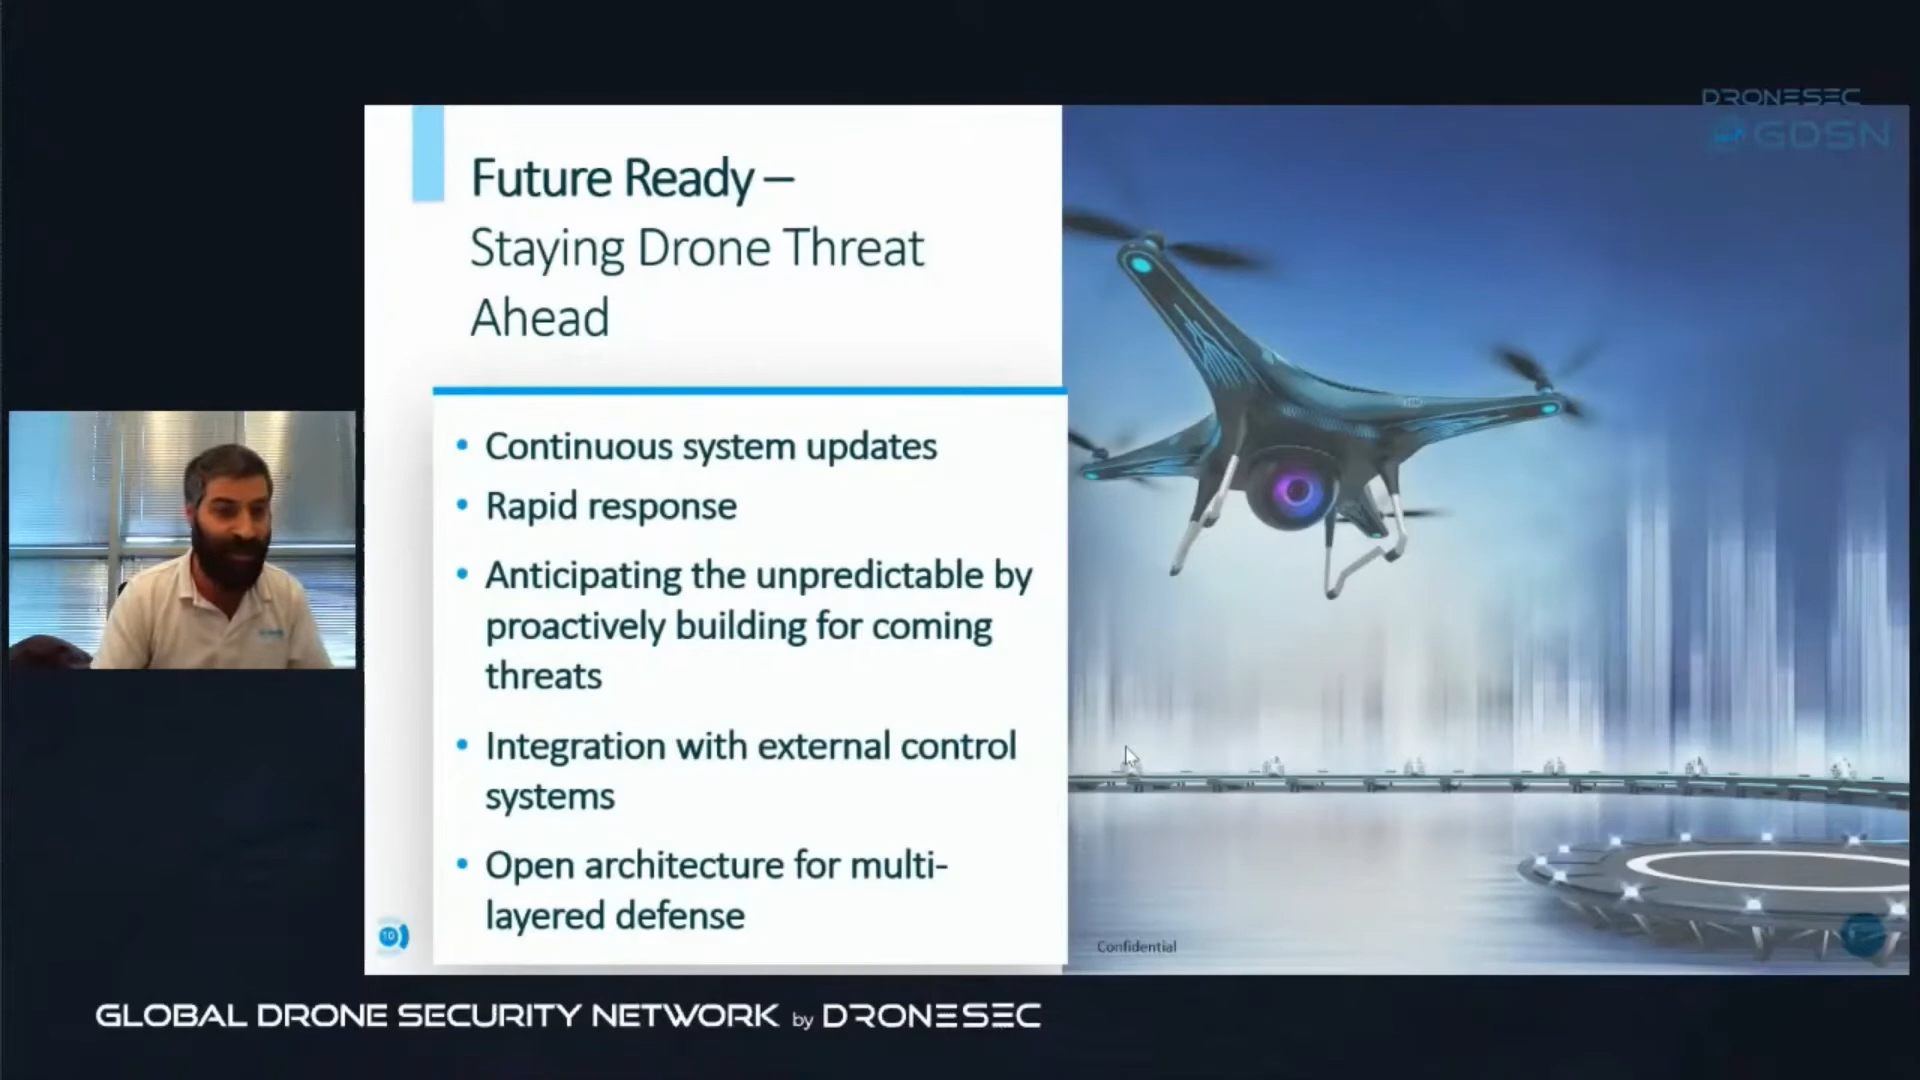 DRONESEC
GDSN
Future Ready –
Staying Drone Threat
Ahead
• Continuous system updates
• Rapid response
• Anticipating the unpredictable by
proactively building for coming
threats
• Integration with external control
systems
• Open architecture for multi-
layered defense
10
Confidential
GLOBAL DRONE SECURITY NETWORK by DRONESEC